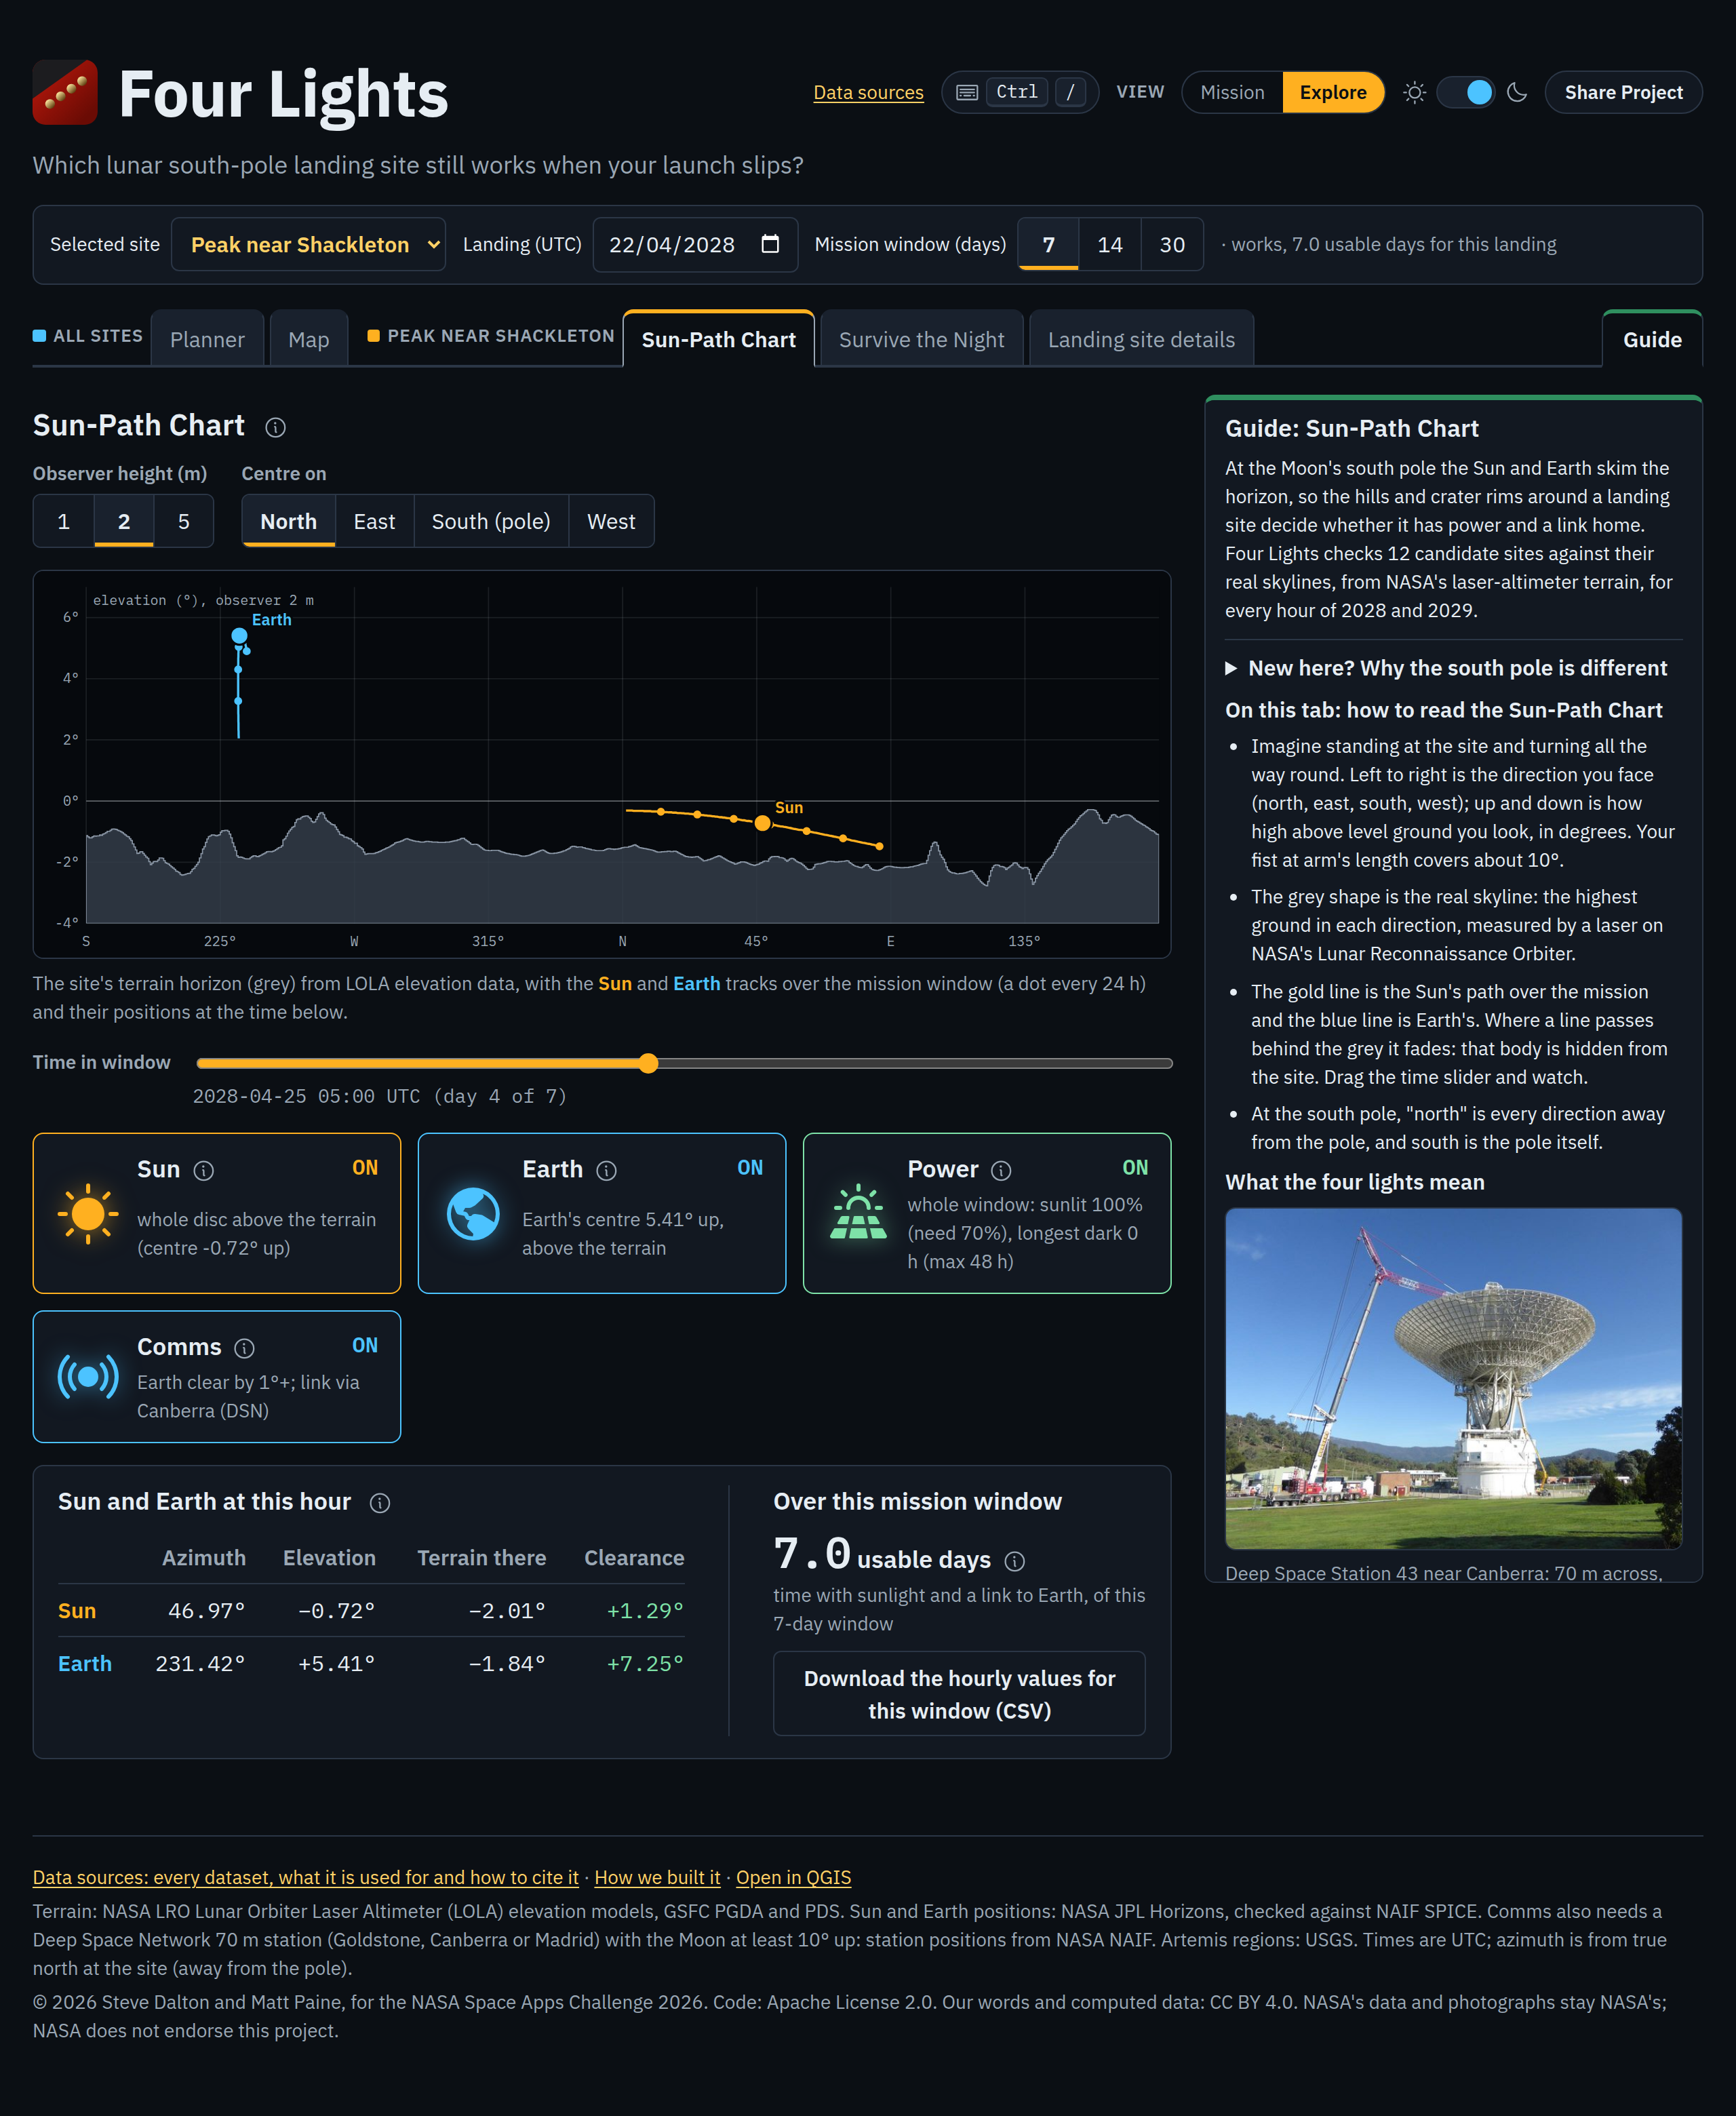 Four Lights
Data sources
Ctrl /
VIEW
Mission Explore
Share Project
Which lunar south-pole landing site still works when your launch slips?
Selected site Peak near Shackleton Landing (UTC) 22/04/2028 Mission window (days) 7 14 30 · works, 7.0 usable days for this landing
ALL SITES Planner Map PEAK NEAR SHACKLETON Sun-Path Chart Survive the Night Landing site details Guide
Sun-Path Chart
Observer height (m) Centre on
1 2 5 North East South (pole) West
elevation (°), observer 2 m
6°
Earth
4°
2°
0°
Sun
-2°
-4°
S 225° W 315° N 45° E 135°
The site's terrain horizon (grey) from LOLA elevation data, with the Sun and Earth tracks over the mission window (a dot every 24 h)
and their positions at the time below.
Time in window
2028-04-25 05:00 UTC (day 4 of 7)
Sun ON
whole disc above the terrain
(centre -0.72° up)
Earth ON
Earth's centre 5.41° up,
above the terrain
Power ON
whole window: sunlit 100%
(need 70%), longest dark 0
h (max 48 h)
Comms ON
Earth clear by 1°+; link via
Canberra (DSN)
Sun and Earth at this hour
Azimuth Elevation Terrain there Clearance
Sun 46.97° −0.72° −2.01° +1.29°
Earth 231.42° +5.41° −1.84° +7.25°
Over this mission window
7.0 usable days
time with sunlight and a link to Earth, of this
7-day window
Download the hourly values for
this window (CSV)
Guide: Sun-Path Chart
At the Moon's south pole the Sun and Earth skim the
horizon, so the hills and crater rims around a landing
site decide whether it has power and a link home.
Four Lights checks 12 candidate sites against their
real skylines, from NASA's laser-altimeter terrain, for
every hour of 2028 and 2029.
New here? Why the south pole is different
On this tab: how to read the Sun-Path Chart
• Imagine standing at the site and turning all the
way round. Left to right is the direction you face
(north, east, south, west); up and down is how
high above level ground you look, in degrees. Your
fist at arm's length covers about 10°.
• The grey shape is the real skyline: the highest
ground in each direction, measured by a laser on
NASA's Lunar Reconnaissance Orbiter.
• The gold line is the Sun's path over the mission
and the blue line is Earth's. Where a line passes
behind the grey it fades: that body is hidden from
the site. Drag the time slider and watch.
• At the south pole, "north" is every direction away
from the pole, and south is the pole itself.
What the four lights mean
Deep Space Station 43 near Canberra: 70 m across,
Data sources: every dataset, what it is used for and how to cite it · How we built it · Open in QGIS
Terrain: NASA LRO Lunar Orbiter Laser Altimeter (LOLA) elevation models, GSFC PGDA and PDS. Sun and Earth positions: NASA JPL Horizons, checked against NAIF SPICE. Comms also needs a
Deep Space Network 70 m station (Goldstone, Canberra or Madrid) with the Moon at least 10° up: station positions from NASA NAIF. Artemis regions: USGS. Times are UTC; azimuth is from true
north at the site (away from the pole).
© 2026 Steve Dalton and Matt Paine, for the NASA Space Apps Challenge 2026. Code: Apache License 2.0. Our words and computed data: CC BY 4.0. NASA's data and photographs stay NASA's;
NASA does not endorse this project.